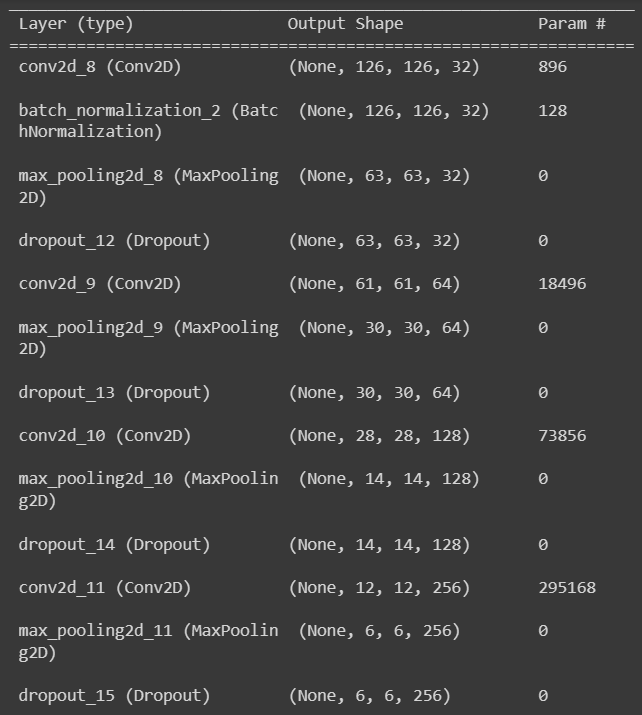 Layer (type) Output Shape Param #
=================================================================
conv2d_8 (Conv2D) (None, 126, 126, 32) 896
batch_normalization_2 (Batc (None, 126, 126, 32) 128
hNormalization)
max_pooling2d_8 (MaxPooling (None, 63, 63, 32) 0
2D)
dropout_12 (Dropout) (None, 63, 63, 32) 0
conv2d_9 (Conv2D) (None, 61, 61, 64) 18496
max_pooling2d_9 (MaxPooling (None, 30, 30, 64) 0
2D)
dropout_13 (Dropout) (None, 30, 30, 64) 0
conv2d_10 (Conv2D) (None, 28, 28, 128) 73856
max_pooling2d_10 (MaxPoolin (None, 14, 14, 128) 0
g2D)
dropout_14 (Dropout) (None, 14, 14, 128) 0
conv2d_11 (Conv2D) (None, 12, 12, 256) 295168
max_pooling2d_11 (MaxPoolin (None, 6, 6, 256) 0
g2D)
dropout_15 (Dropout) (None, 6, 6, 256) 0